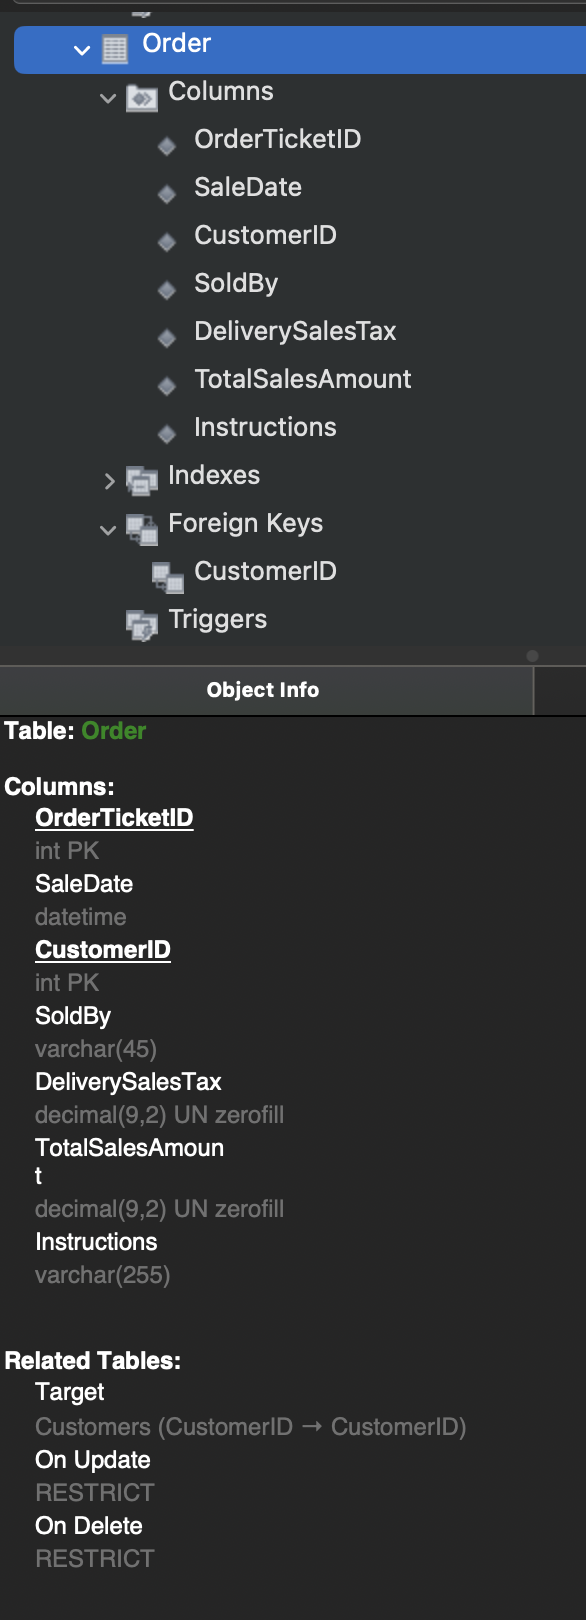 Order
Columns
OrderTicketID
SaleDate
CustomerID
SoldBy
DeliverySalesTax
TotalSalesAmount
Instructions
Indexes
Foreign Keys
CustomerID
Triggers
Object Info
Table: Order
Columns:
OrderTicketID
int PK
SaleDate
datetime
CustomerID
int PK
SoldBy
varchar(45)
DeliverySalesTax
decimal(9,2) UN zerofill
TotalSalesAmoun
t
decimal(9,2) UN zerofill
Instructions
varchar(255)
Related Tables:
Target
Customers (CustomerID → CustomerID)
On Update
RESTRICT
On Delete
RESTRICT